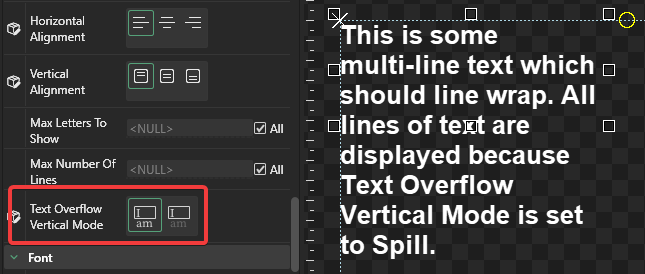 Horizontal
Alignment
Vertical
Alignment
Max Letters To
Show
<NULL>
All
Max Number Of
Lines
<NULL>
All
Text Overflow
Vertical Mode
I
am
I
am
Font
This is some
multi-line text which
should line wrap. All
lines of text are
displayed because
Text Overflow
Vertical Mode is set
to Spill.